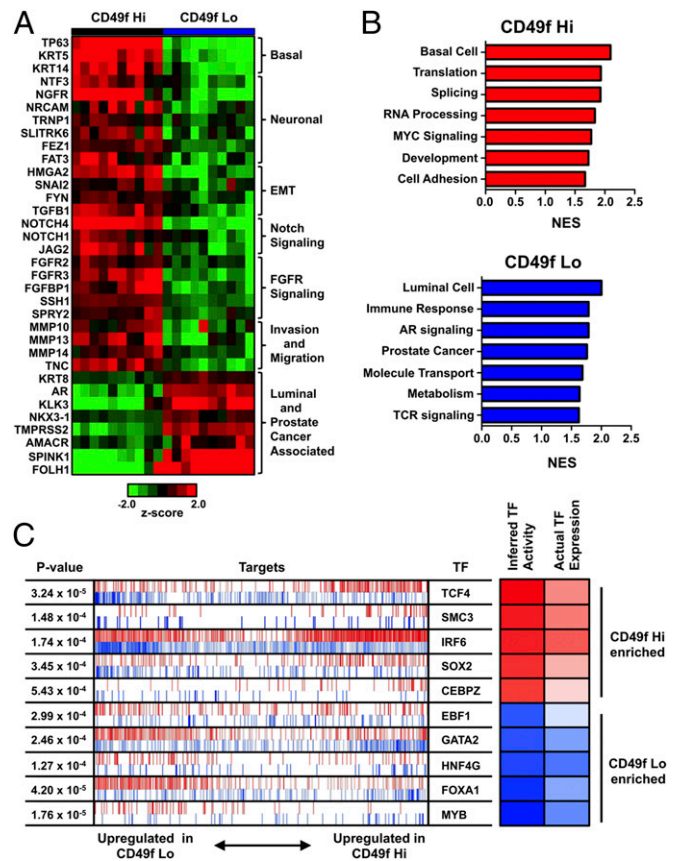 A
CD49f Hi
CD49f Lo
TP63
KRT5
KRT14
NTF3
NGFR
NRCAM
TRNP1
SLITRK6
FEZ1
FAT3
HMGA2
SNAI2
FYN
TGFB1
NOTCH4
NOTCH1
JAG2
FGFR2
FGFR3
FGFBP1
SSH1
SPRY2
MMP10
MMP13
MMP14
TNC
KRT8
AR
KLK3
NKX3-1
TMPRSS2
AMACR
SPINK1
FOLH1
Basal
Neuronal
EMT
Notch
Signaling
FGFR
Signaling
Invasion
and
Migration
Luminal
and
Prostate
Cancer
Associated
-2.0
2.0
z-score
B
CD49f Hi
Basal Cell
Translation
Splicing
RNA Processing
MYC Signaling
Development
Cell Adhesion
0.0 0.5 1.0 1.5 2.0 2.5
NES
CD49f Lo
Luminal Cell
Immune Response
AR signaling
Prostate Cancer
Molecule Transport
Metabolism
TCR signaling
0.0 0.5 1.0 1.5 2.0 2.5
NES
C
P-value
Targets
TF
Inferred TF
Activity
Actual TF
Expression
3.24 x 10-5
TCF4
1.48 x 10-4
SMC3
1.74 x 10-4
IRF6
3.45 x 10-4
SOX2
5.43 x 10-4
CEBPZ
2.99 x 10-4
EBF1
2.46 x 10-4
GATA2
1.27 x 10-4
HNF4G
4.20 x 10-5
FOXA1
1.76 x 10-5
MYB
CD49f Hi
enriched
CD49f Lo
enriched
Upregulated in
CD49f Lo
Upregulated in
CD49f Hi